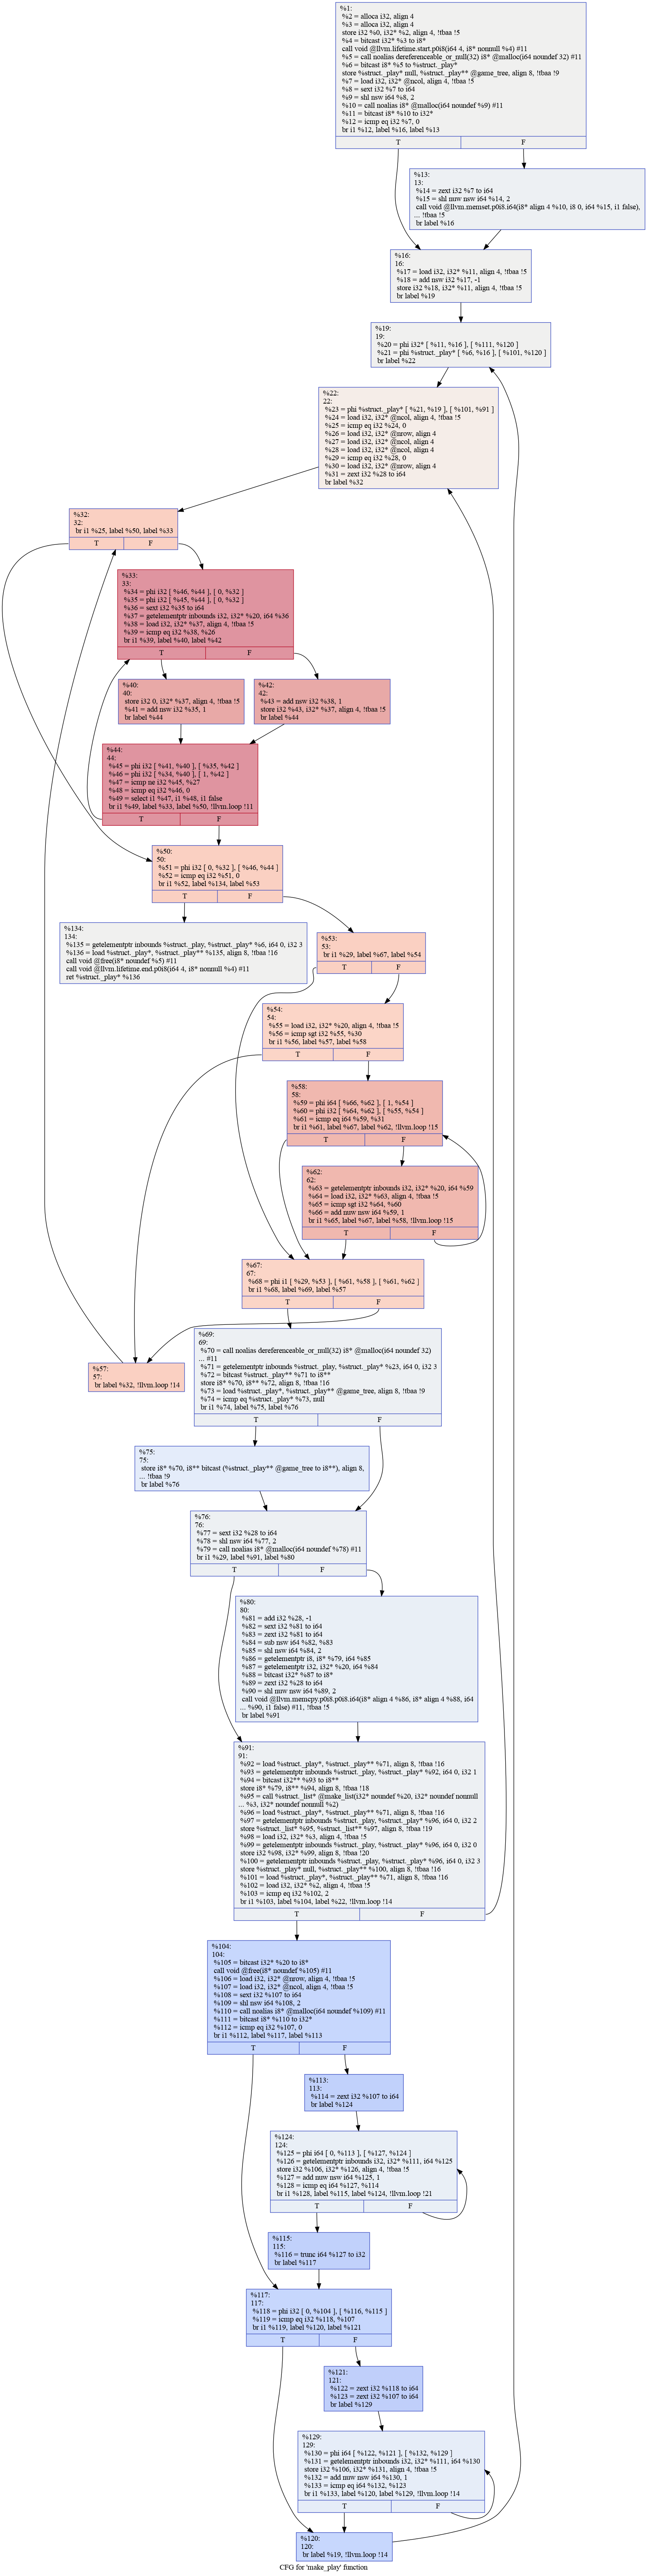 %1:
%2 = alloca i32, align 4
%3 = alloca i32, align 4
store i32 %0, i32* %2, align 4, !tbaa !5
%4 = bitcast i32* %3 to i8*
call void @llvm.lifetime.start.p0i8(i64 4, i8* nonnull %4) #11
%5 = call noalias dereferenceable_or_null(32) i8* @malloc(i64 noundef 32) #11
%6 = bitcast i8* %5 to %struct._play*
store %struct._play* null, %struct._play** @game_tree, align 8, !tbaa !9
%7 = load i32, i32* @ncol, align 4, !tbaa !5
%8 = sext i32 %7 to i64
%9 = shl nsw i64 %8, 2
%10 = call noalias i8* @malloc(i64 noundef %9) #11
%11 = bitcast i8* %10 to i32*
%12 = icmp eq i32 %7, 0
br i1 %12, label %16, label %13
T F
%13:
13:
%14 = zext i32 %7 to i64
%15 = shl nuw nsw i64 %14, 2
call void @llvm.memset.p0i8.i64(i8* align 4 %10, i8 0, i64 %15, i1 false),
... !tbaa !5
br label %16
%16:
16:
%17 = load i32, i32* %11, align 4, !tbaa !5
%18 = add nsw i32 %17, -1
store i32 %18, i32* %11, align 4, !tbaa !5
br label %19
%19:
19:
%20 = phi i32* [ %11, %16 ], [ %111, %120 ]
%21 = phi %struct._play* [ %6, %16 ], [ %101, %120 ]
br label %22
%22:
22:
%23 = phi %struct._play* [ %21, %19 ], [ %101, %91 ]
%24 = load i32, i32* @ncol, align 4, !tbaa !5
%25 = icmp eq i32 %24, 0
%26 = load i32, i32* @nrow, align 4
%27 = load i32, i32* @ncol, align 4
%28 = load i32, i32* @ncol, align 4
%29 = icmp eq i32 %28, 0
%30 = load i32, i32* @nrow, align 4
%31 = zext i32 %28 to i64
br label %32
%32:
32:
br i1 %25, label %50, label %33
T F
%33:
33:
%34 = phi i32 [ %46, %44 ], [ 0, %32 ]
%35 = phi i32 [ %45, %44 ], [ 0, %32 ]
%36 = sext i32 %35 to i64
%37 = getelementptr inbounds i32, i32* %20, i64 %36
%38 = load i32, i32* %37, align 4, !tbaa !5
%39 = icmp eq i32 %38, %26
br i1 %39, label %40, label %42
T F
%40:
40:
store i32 0, i32* %37, align 4, !tbaa !5
%41 = add nsw i32 %35, 1
br label %44
%42:
42:
%43 = add nsw i32 %38, 1
store i32 %43, i32* %37, align 4, !tbaa !5
br label %44
%44:
44:
%45 = phi i32 [ %41, %40 ], [ %35, %42 ]
%46 = phi i32 [ %34, %40 ], [ 1, %42 ]
%47 = icmp ne i32 %45, %27
%48 = icmp eq i32 %46, 0
%49 = select i1 %47, i1 %48, i1 false
br i1 %49, label %33, label %50, !llvm.loop !11
T F
%50:
50:
%51 = phi i32 [ 0, %32 ], [ %46, %44 ]
%52 = icmp eq i32 %51, 0
br i1 %52, label %134, label %53
T F
%134:
134:
%135 = getelementptr inbounds %struct._play, %struct._play* %6, i64 0, i32 3
%136 = load %struct._play*, %struct._play** %135, align 8, !tbaa !16
call void @free(i8* noundef %5) #11
call void @llvm.lifetime.end.p0i8(i64 4, i8* nonnull %4) #11
ret %struct._play* %136
%53:
53:
br i1 %29, label %67, label %54
T F
%54:
54:
%55 = load i32, i32* %20, align 4, !tbaa !5
%56 = icmp sgt i32 %55, %30
br i1 %56, label %57, label %58
T F
%58:
58:
%59 = phi i64 [ %66, %62 ], [ 1, %54 ]
%60 = phi i32 [ %64, %62 ], [ %55, %54 ]
%61 = icmp eq i64 %59, %31
br i1 %61, label %67, label %62, !llvm.loop !15
T F
%62:
62:
%63 = getelementptr inbounds i32, i32* %20, i64 %59
%64 = load i32, i32* %63, align 4, !tbaa !5
%65 = icmp sgt i32 %64, %60
%66 = add nuw nsw i64 %59, 1
br i1 %65, label %67, label %58, !llvm.loop !15
T F
%67:
67:
%68 = phi i1 [ %29, %53 ], [ %61, %58 ], [ %61, %62 ]
br i1 %68, label %69, label %57
T F
%57:
57:
br label %32, !llvm.loop !14
%69:
69:
%70 = call noalias dereferenceable_or_null(32) i8* @malloc(i64 noundef 32)
... #11
%71 = getelementptr inbounds %struct._play, %struct._play* %23, i64 0, i32 3
%72 = bitcast %struct._play** %71 to i8**
store i8* %70, i8** %72, align 8, !tbaa !16
%73 = load %struct._play*, %struct._play** @game_tree, align 8, !tbaa !9
%74 = icmp eq %struct._play* %73, null
br i1 %74, label %75, label %76
T F
%75:
75:
store i8* %70, i8** bitcast (%struct._play** @game_tree to i8**), align 8,
... !tbaa !9
br label %76
%76:
76:
%77 = sext i32 %28 to i64
%78 = shl nsw i64 %77, 2
%79 = call noalias i8* @malloc(i64 noundef %78) #11
br i1 %29, label %91, label %80
T F
%80:
80:
%81 = add i32 %28, -1
%82 = sext i32 %81 to i64
%83 = zext i32 %81 to i64
%84 = sub nsw i64 %82, %83
%85 = shl nsw i64 %84, 2
%86 = getelementptr i8, i8* %79, i64 %85
%87 = getelementptr i32, i32* %20, i64 %84
%88 = bitcast i32* %87 to i8*
%89 = zext i32 %28 to i64
%90 = shl nuw nsw i64 %89, 2
call void @llvm.memcpy.p0i8.p0i8.i64(i8* align 4 %86, i8* align 4 %88, i64
... %90, i1 false) #11, !tbaa !5
br label %91
%91:
91:
%92 = load %struct._play*, %struct._play** %71, align 8, !tbaa !16
%93 = getelementptr inbounds %struct._play, %struct._play* %92, i64 0, i32 1
%94 = bitcast i32** %93 to i8**
store i8* %79, i8** %94, align 8, !tbaa !18
%95 = call %struct._list* @make_list(i32* noundef %20, i32* noundef nonnull
... %3, i32* noundef nonnull %2)
%96 = load %struct._play*, %struct._play** %71, align 8, !tbaa !16
%97 = getelementptr inbounds %struct._play, %struct._play* %96, i64 0, i32 2
store %struct._list* %95, %struct._list** %97, align 8, !tbaa !19
%98 = load i32, i32* %3, align 4, !tbaa !5
%99 = getelementptr inbounds %struct._play, %struct._play* %96, i64 0, i32 0
store i32 %98, i32* %99, align 8, !tbaa !20
%100 = getelementptr inbounds %struct._play, %struct._play* %96, i64 0, i32 3
store %struct._play* null, %struct._play** %100, align 8, !tbaa !16
%101 = load %struct._play*, %struct._play** %71, align 8, !tbaa !16
%102 = load i32, i32* %2, align 4, !tbaa !5
%103 = icmp eq i32 %102, 2
br i1 %103, label %104, label %22, !llvm.loop !14
T F
%104:
104:
%105 = bitcast i32* %20 to i8*
call void @free(i8* noundef %105) #11
%106 = load i32, i32* @nrow, align 4, !tbaa !5
%107 = load i32, i32* @ncol, align 4, !tbaa !5
%108 = sext i32 %107 to i64
%109 = shl nsw i64 %108, 2
%110 = call noalias i8* @malloc(i64 noundef %109) #11
%111 = bitcast i8* %110 to i32*
%112 = icmp eq i32 %107, 0
br i1 %112, label %117, label %113
T F
%113:
113:
%114 = zext i32 %107 to i64
br label %124
%124:
124:
%125 = phi i64 [ 0, %113 ], [ %127, %124 ]
%126 = getelementptr inbounds i32, i32* %111, i64 %125
store i32 %106, i32* %126, align 4, !tbaa !5
%127 = add nuw nsw i64 %125, 1
%128 = icmp eq i64 %127, %114
br i1 %128, label %115, label %124, !llvm.loop !21
T F
%115:
115:
%116 = trunc i64 %127 to i32
br label %117
%117:
117:
%118 = phi i32 [ 0, %104 ], [ %116, %115 ]
%119 = icmp eq i32 %118, %107
br i1 %119, label %120, label %121
T F
%121:
121:
%122 = zext i32 %118 to i64
%123 = zext i32 %107 to i64
br label %129
%129:
129:
%130 = phi i64 [ %122, %121 ], [ %132, %129 ]
%131 = getelementptr inbounds i32, i32* %111, i64 %130
store i32 %106, i32* %131, align 4, !tbaa !5
%132 = add nuw nsw i64 %130, 1
%133 = icmp eq i64 %132, %123
br i1 %133, label %120, label %129, !llvm.loop !14
T F
%120:
120:
br label %19, !llvm.loop !14
CFG for 'make_play' function